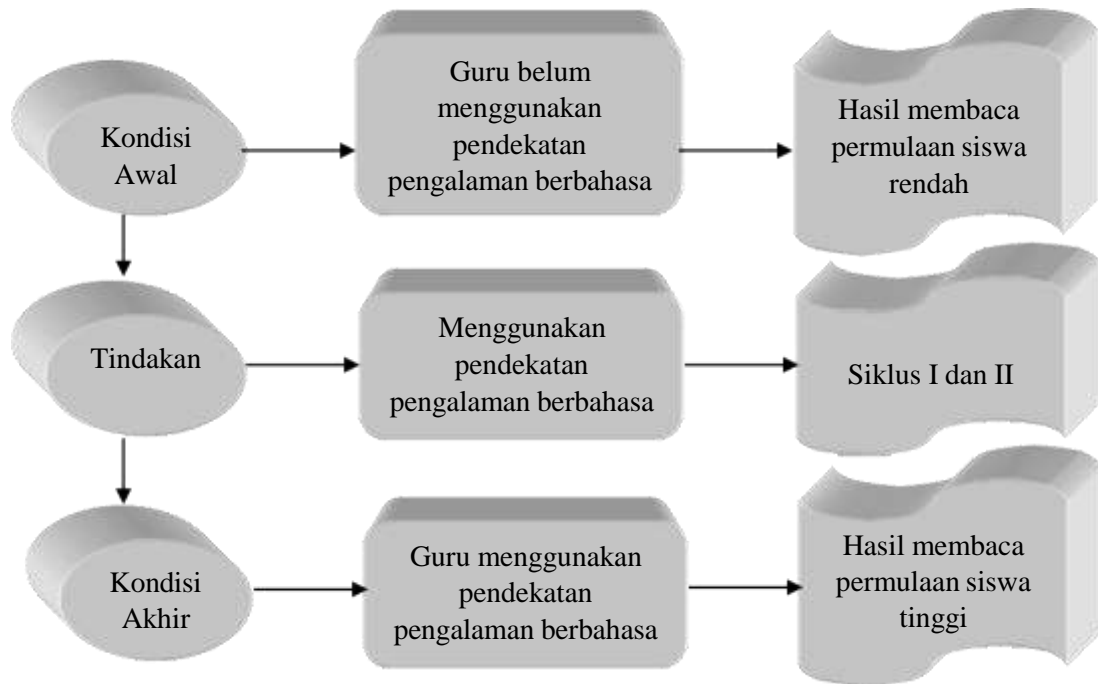 Kondisi
Awal
Guru belum
menggunakan
pendekatan
pengalaman berbahasa
Hasil membaca
permulaan siswa
rendah
Tindakan
Menggunakan
pendekatan
pengalaman berbahasa
Siklus I dan II
Kondisi
Akhir
Guru menggunakan
pendekatan
pengalaman berbahasa
Hasil membaca
permulaan siswa
tinggi